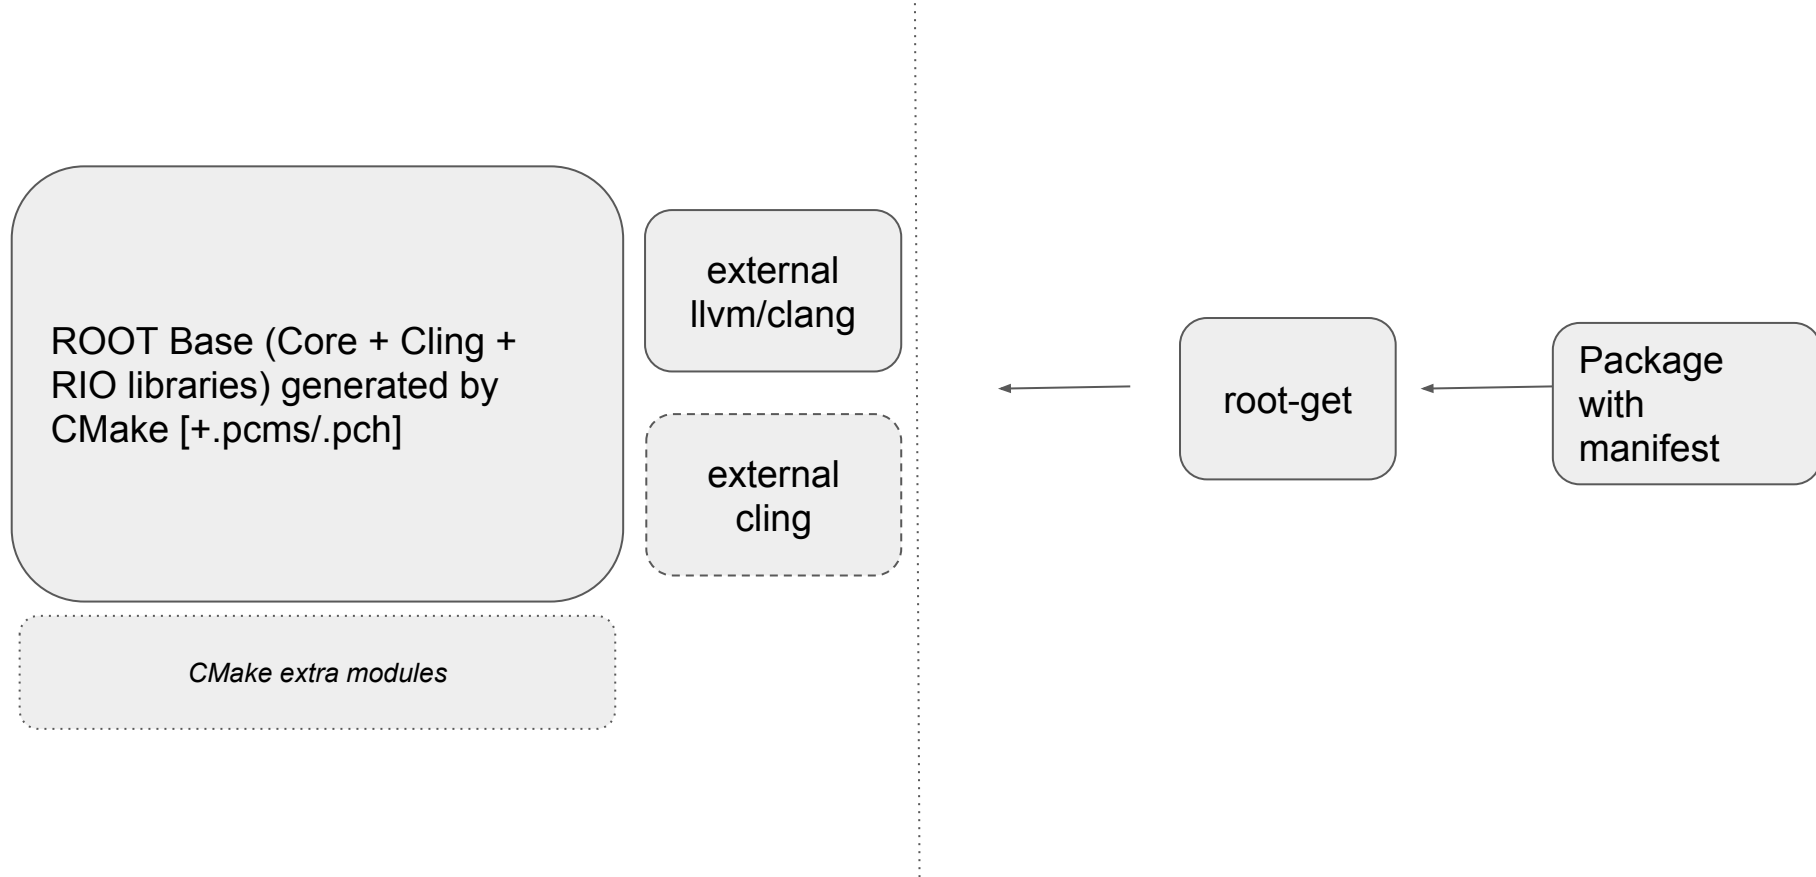 ROOT Base (Core + Cling +
RIO libraries) generated by
CMake [+.pcms/.pch]
external
llvm/clang
external
cling
CMake extra modules
root-get
Package
with
manifest